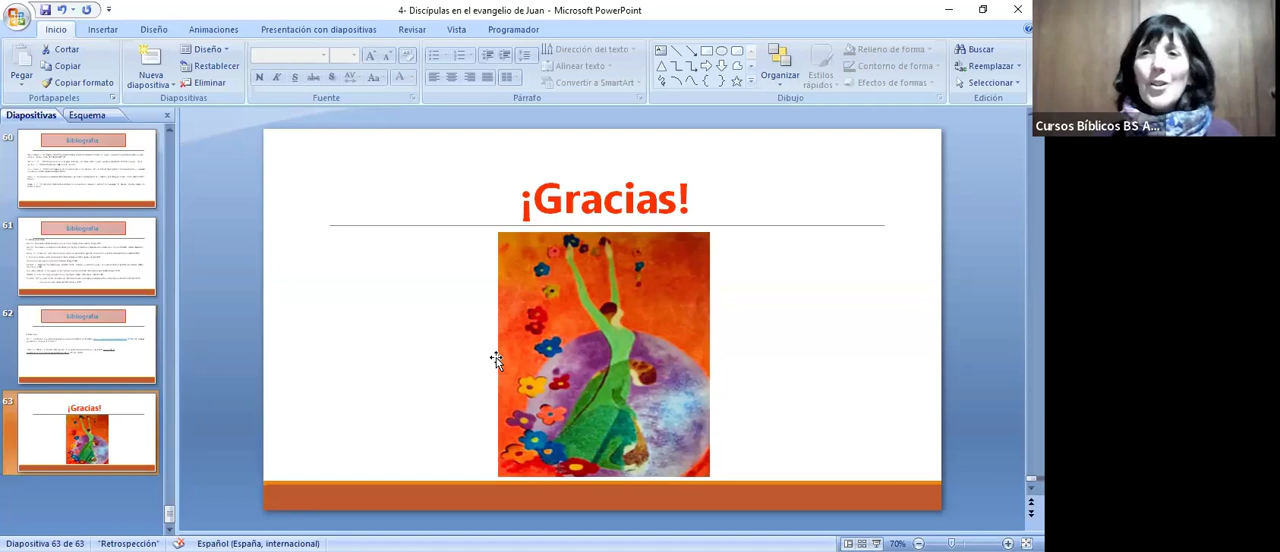 4- Discípulas en el evangelio de Juan - Microsoft PowerPoint
Inicio Insertar Diseño Animaciones Presentación con diapositivas Revisar Vista Programador
Pegar
Cortar
Copiar
Copiar formato
Portapapeles
Nueva diapositiva
Diseño
Restablecer
Eliminar
Diapositivas
N K S abc AV Aa A
Fuente
Dirección del texto
Alinear texto
Convertir a SmartArt
Párrafo
Organizar
Estilos rápidos
Relleno de forma
Contorno de forma
Efectos de formas
Dibujo
Buscar
Reemplazar
Seleccionar
Edición
Cursos Bíblicos BS A...
Diapositivas Esquema
60
Bibliografía
61
Bibliografía
62
Bibliografía
63
¡Gracias!
¡Gracias!
Diapositiva 63 de 63 "Retrospección" Español (España, internacional) 70%